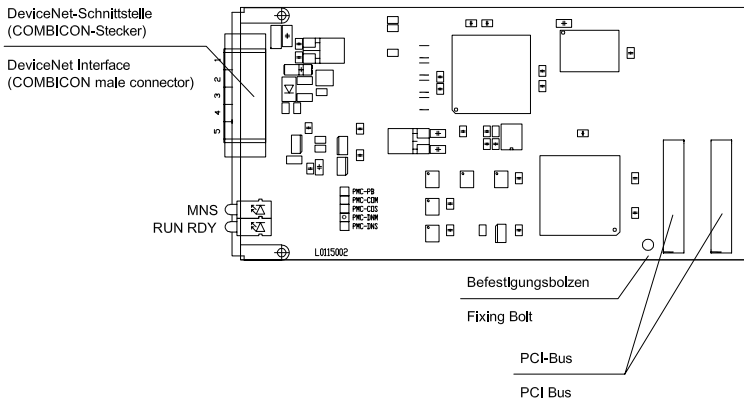 DeviceNet-Schnittstelle
(COMBICON-Stecker)
DeviceNet Interface
(COMBICON male connector)
1
2
3
4
5
MNS
RUN RDY
PMC-PB
PMC-COM
PMC-COS
PMC-DNM
PMC-DNS
L0115002
Befestigungsbolzen
Fixing Bolt
PCI-Bus
PCI Bus